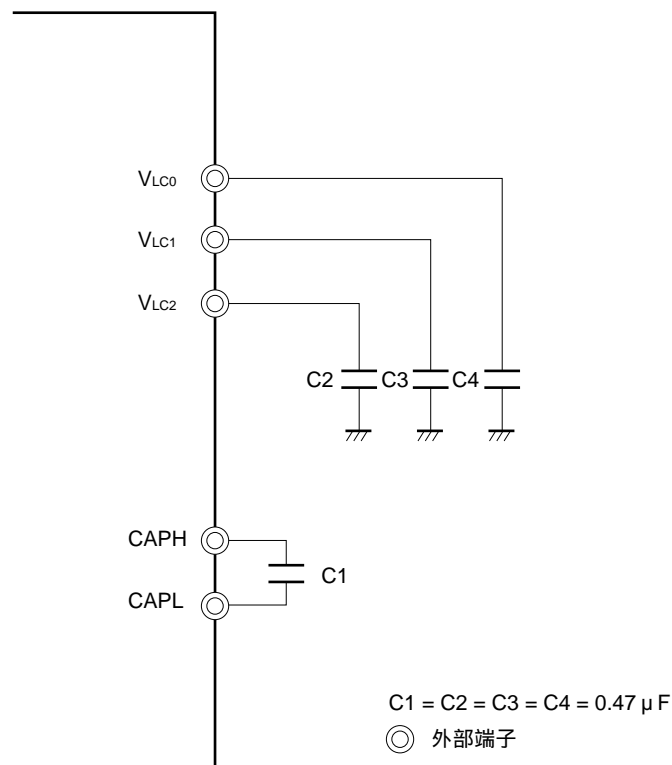 VLC0
VLC1
VLC2
C2 C3 C4
CAPH
C1
CAPL
C1 = C2 = C3 = C4 = 0.47 μ F
外部端子